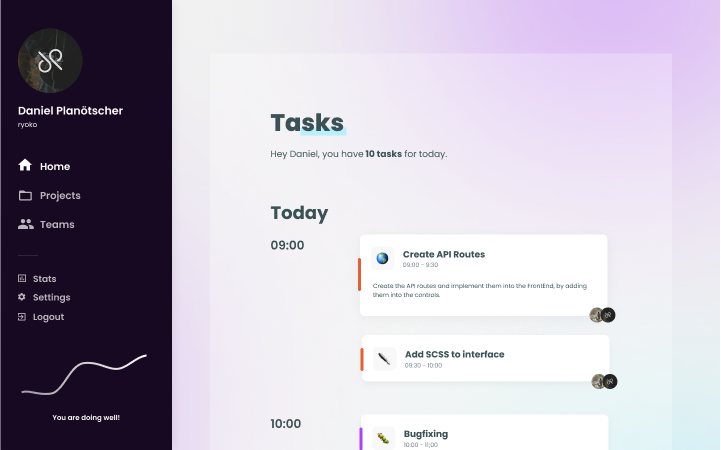 Daniel Planötscher
ryoko
Home
Projects
Teams
Stats
Settings
Logout
You are doing well!
Tasks
Hey Daniel, you have 10 tasks for today.
Today
09:00
Create API Routes
09:00 - 9:30
Create the API routes and implement them into the FrontEnd, by adding
them into the controls.
Add SCSS to interface
09:30 - 10:00
10:00
Bugfixing
10:00 - 11:00